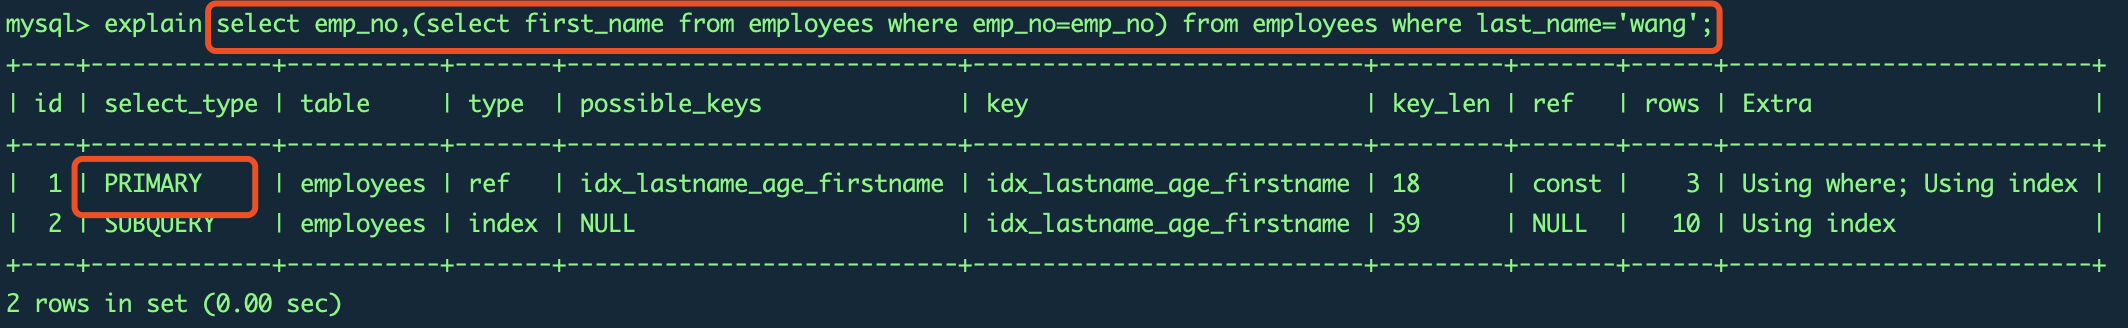 mysql> explain select emp_no,(select first_name from employees where emp_no=emp_no) from employees where last_name='wang';
+----+-------------+-----------+-------+----------------------------+----------------------------+---------+-------+------+--------------------------+
| id | select_type | table     | type  | possible_keys              | key                        | key_len | ref   | rows | Extra                    |
+----+-------------+-----------+-------+----------------------------+----------------------------+---------+-------+------+--------------------------+
|  1 | PRIMARY     | employees | ref   | idx_lastname_age_firstname | idx_lastname_age_firstname | 18      | const |    3 | Using where; Using index |
|  2 | SUBQUERY    | employees | index | NULL                       | idx_lastname_age_firstname | 39      | NULL  |   10 | Using index              |
+----+-------------+-----------+-------+----------------------------+----------------------------+---------+-------+------+--------------------------+
2 rows in set (0.00 sec)